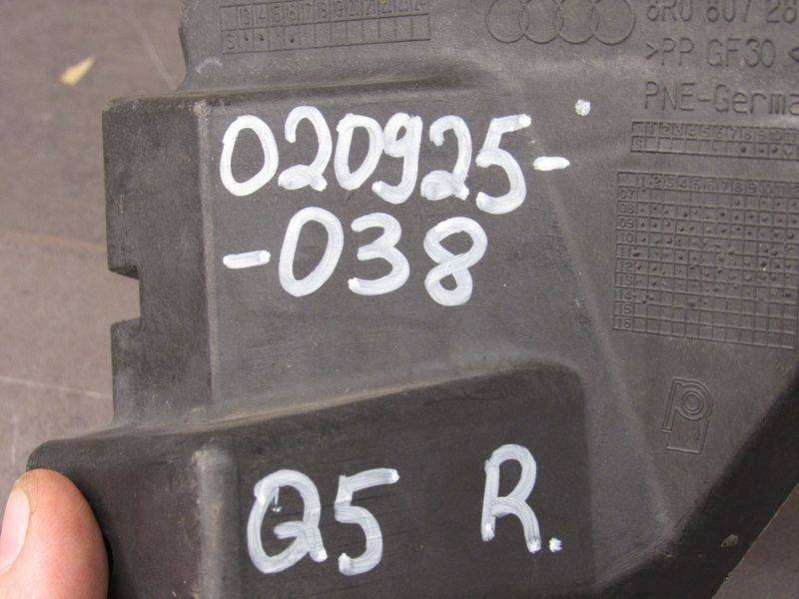 8R0 807 28
>PP GF30 <
PNE-Germa
020925-
-038
Q5 R.